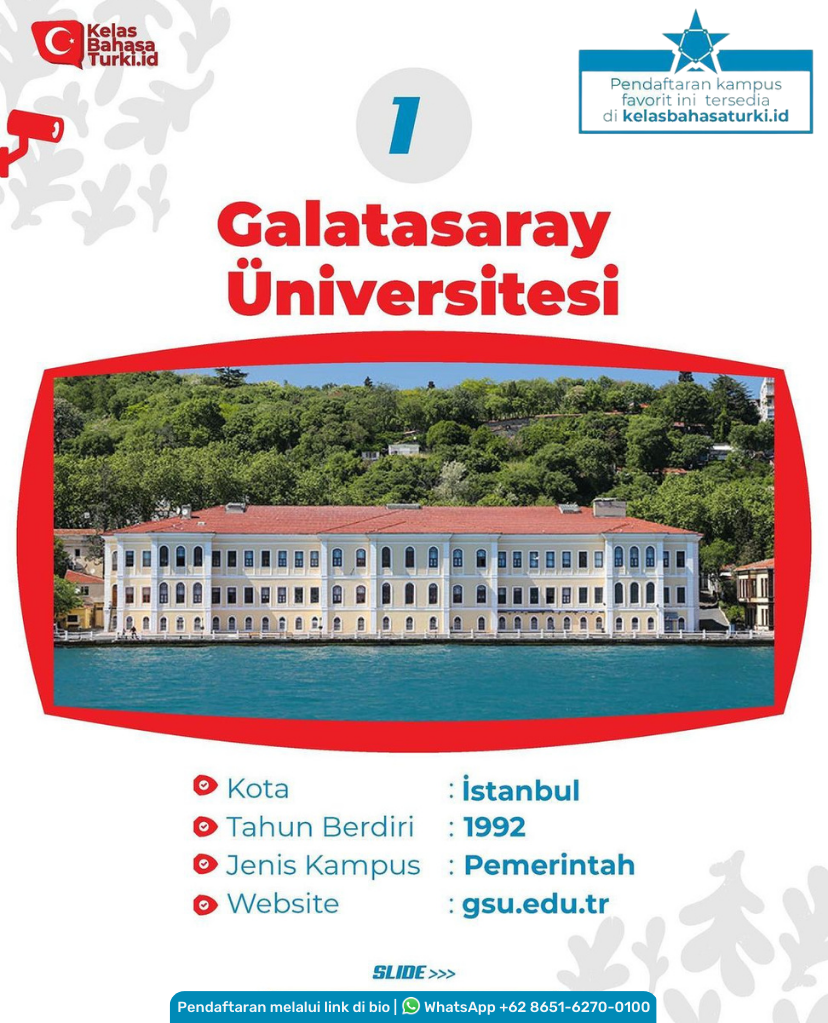 Kelas
Bahasa
Turki.id
Pendaftaran kampus
favorit ini tersedia
di kelasbahasaturki.id
1
Galatasaray
Üniversitesi
Kota : İstanbul
Tahun Berdiri : 1992
Jenis Kampus : Pemerintah
Website : gsu.edu.tr
SLIDE >>>
Pendaftaran melalui link di bio | WhatsApp +62 8651-6270-0100